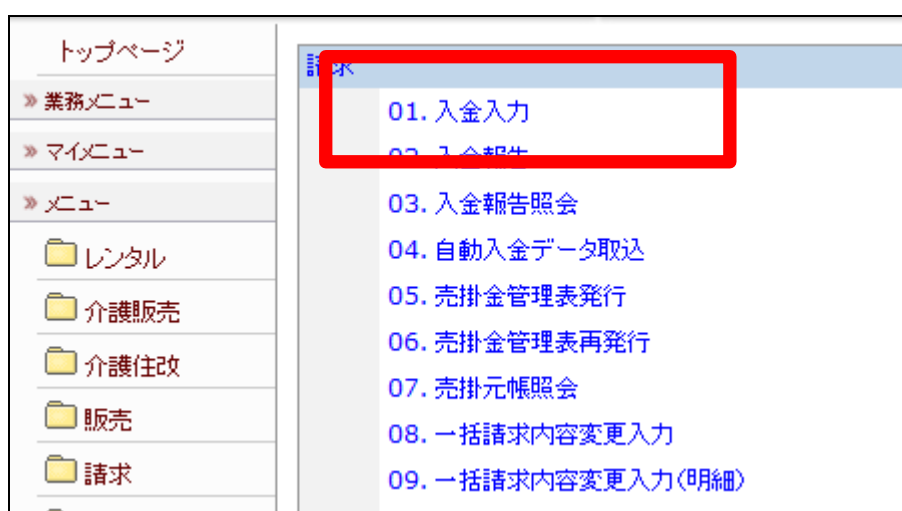 トップページ
業務メニュー
マイメニュー
メニュー
レンタル
介護販売
介護住改
販売
請求
請求
01. 入金入力
02. 入金報告
03. 入金報告照会
04. 自動入金データ取込
05. 売掛金管理表発行
06. 売掛金管理表再発行
07. 売掛元帳照会
08. 一括請求内容変更入力
09. 一括請求内容変更入力(明細)